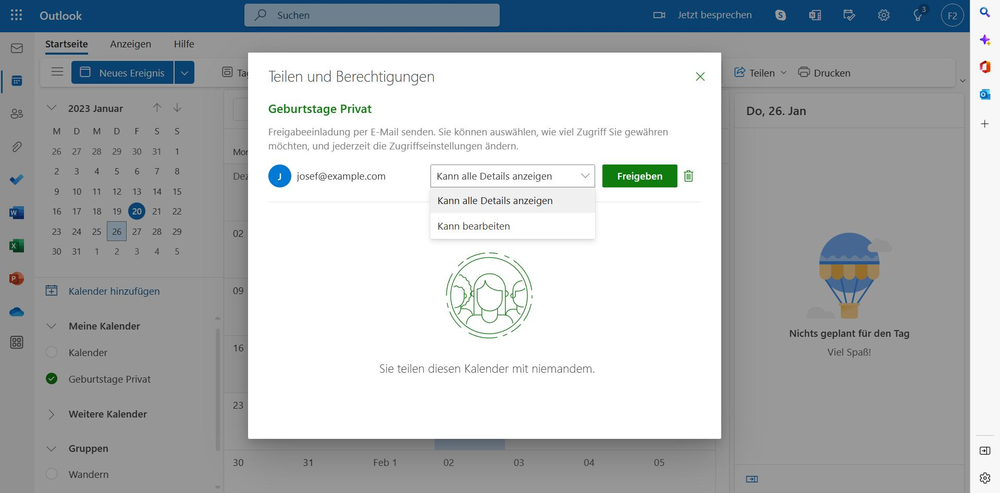 Outlook
Suchen
Jetzt besprechen
3
F2
Startseite
Anzeigen
Hilfe
Neues Ereignis
Teilen
Drucken
2023 Januar
M D M D F S S
26 27 28 29 30 31 1
2 3 4 5 6 7 8
9 10 11 12 13 14 15
16 17 18 19 20 21 22
23 24 25 26 27 28 29
30 31 1 2 3 4 5
Kalender hinzufügen
Meine Kalender
Kalender
Geburtstage Privat
Weitere Kalender
Gruppen
Wandern
Teilen und Berechtigungen
Geburtstage Privat
Freigabeeinladung per E-Mail senden. Sie können auswählen, wie viel Zugriff Sie gewähren
möchten, und jederzeit die Zugriffseinstellungen ändern.
J
josef@example.com
Kann alle Details anzeigen
Freigeben
Kann alle Details anzeigen
Kann bearbeiten
Sie teilen diesen Kalender mit niemandem.
02
09
16
23
30 31 Feb 1 02 03 04 05
Do, 26. Jan
Nichts geplant für den Tag
Viel Spaß!